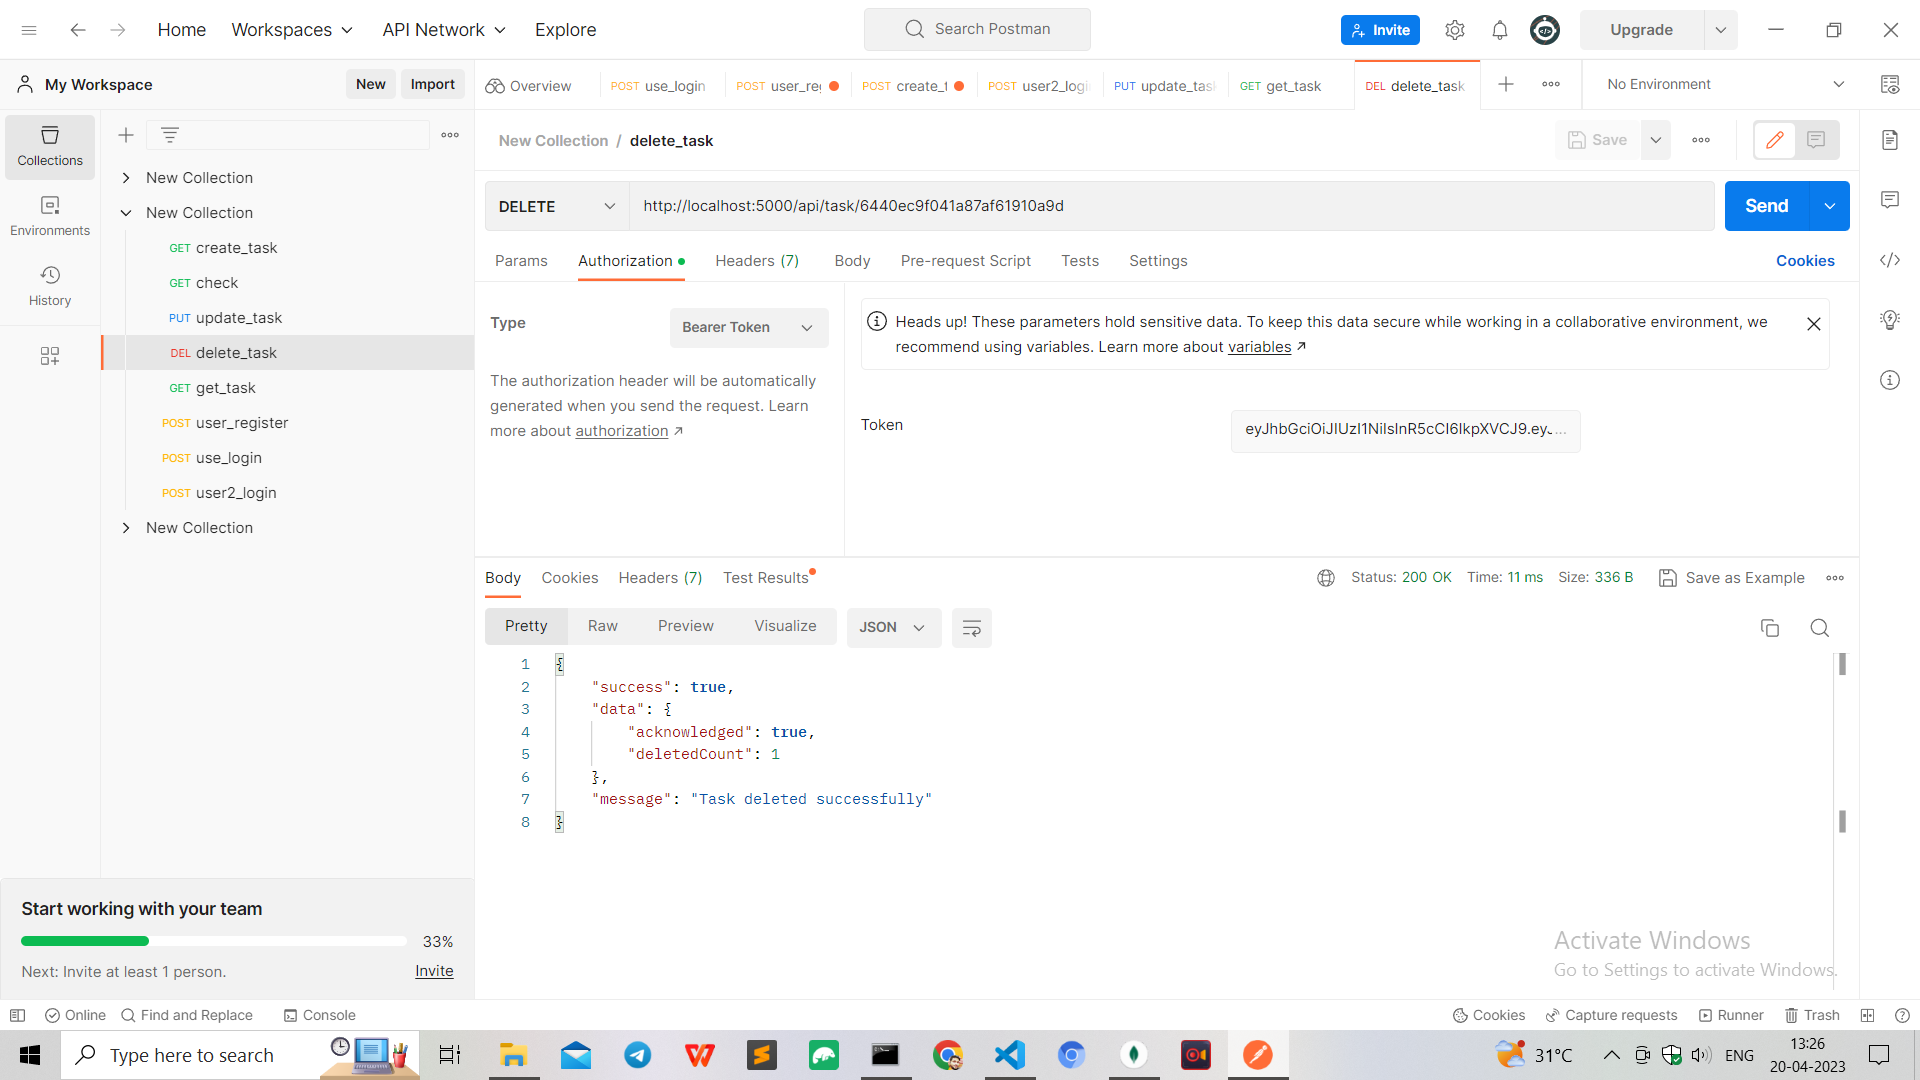 Home
Workspaces
API Network
Explore
Search Postman
Invite
Upgrade
My Workspace
New
Import
Overview
POST use_login
POST user_re
POST create_t
POST user2_logi
PUT update_tas
GET get_task
DEL delete_task
No Environment
Collections
Environments
History
New Collection
New Collection
GET create_task
GET check
PUT update_task
DEL delete_task
GET get_task
POST user_register
POST use_login
POST user2_login
New Collection
New Collection / delete_task
Save
DELETE
http://localhost:5000/api/task/6440ec9f041a87af61910a9d
Send
Params
Authorization
Headers (7)
Body
Pre-request Script
Tests
Settings
Cookies
Type
Bearer Token
The authorization header will be automatically
generated when you send the request. Learn
more about authorization ↗
Heads up! These parameters hold sensitive data. To keep this data secure while working in a collaborative environment, we
recommend using variables. Learn more about variables ↗
Token
Body
Cookies
Headers (7)
Test Results
Status: 200 OK
Time: 11 ms
Size: 336 B
Save as Example
Pretty
Raw
Preview
Visualize
JSON
1 {
2 "success": true,
3 "data": {
4 "acknowledged": true,
5 "deletedCount": 1
6 },
7 "message": "Task deleted successfully"
8 }
Start working with your team
33%
Next: Invite at least 1 person.
Invite
Activate Windows
Go to Settings to activate Windows.
Online
Find and Replace
Console
Cookies
Capture requests
Runner
Trash
Type here to search
31°C
ENG
13:26
20-04-2023